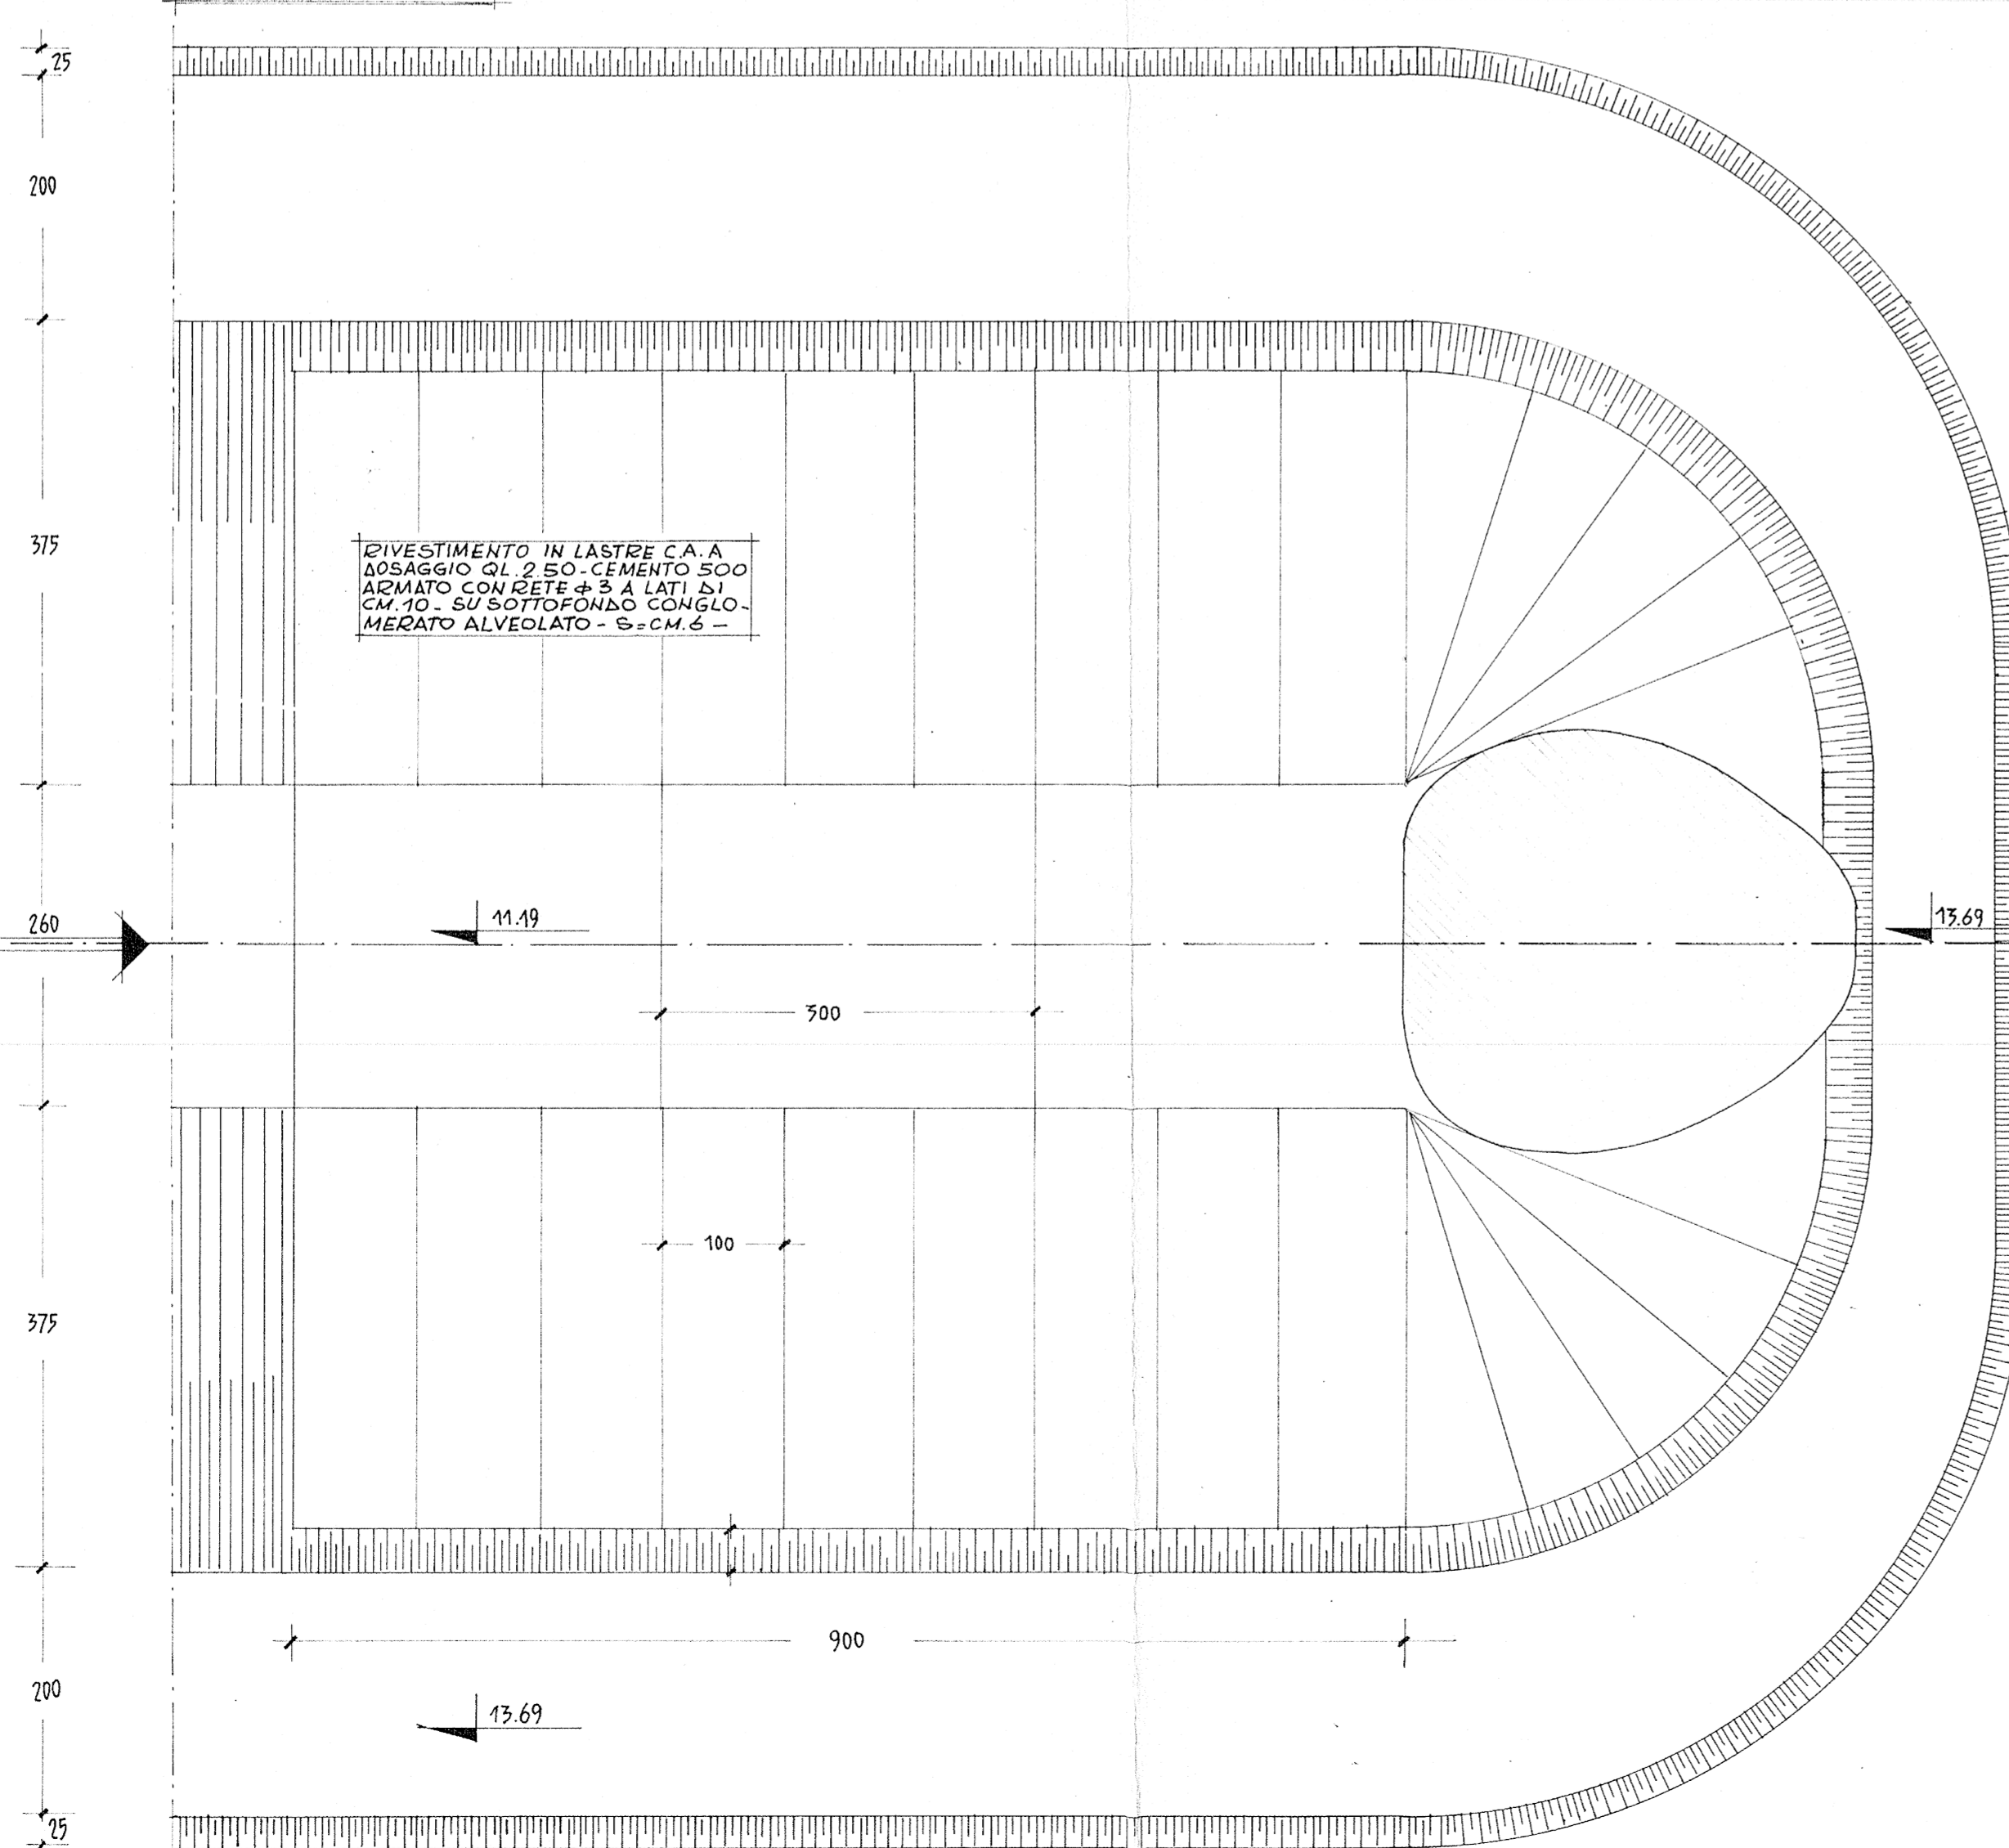 25
200
375
RIVESTIMENTO IN LASTRE C.A. A
DOSAGGIO QL. 2.50 - CEMENTO 500
ARMATO CON RETE ϕ 3 A LATI DI
CM. 10 - SU SOTTOFONDO CONGLO-
MERATO ALVEOLATO - S = CM. 6 -
260
11.19
13.69
300
100
375
900
200
13.69
25